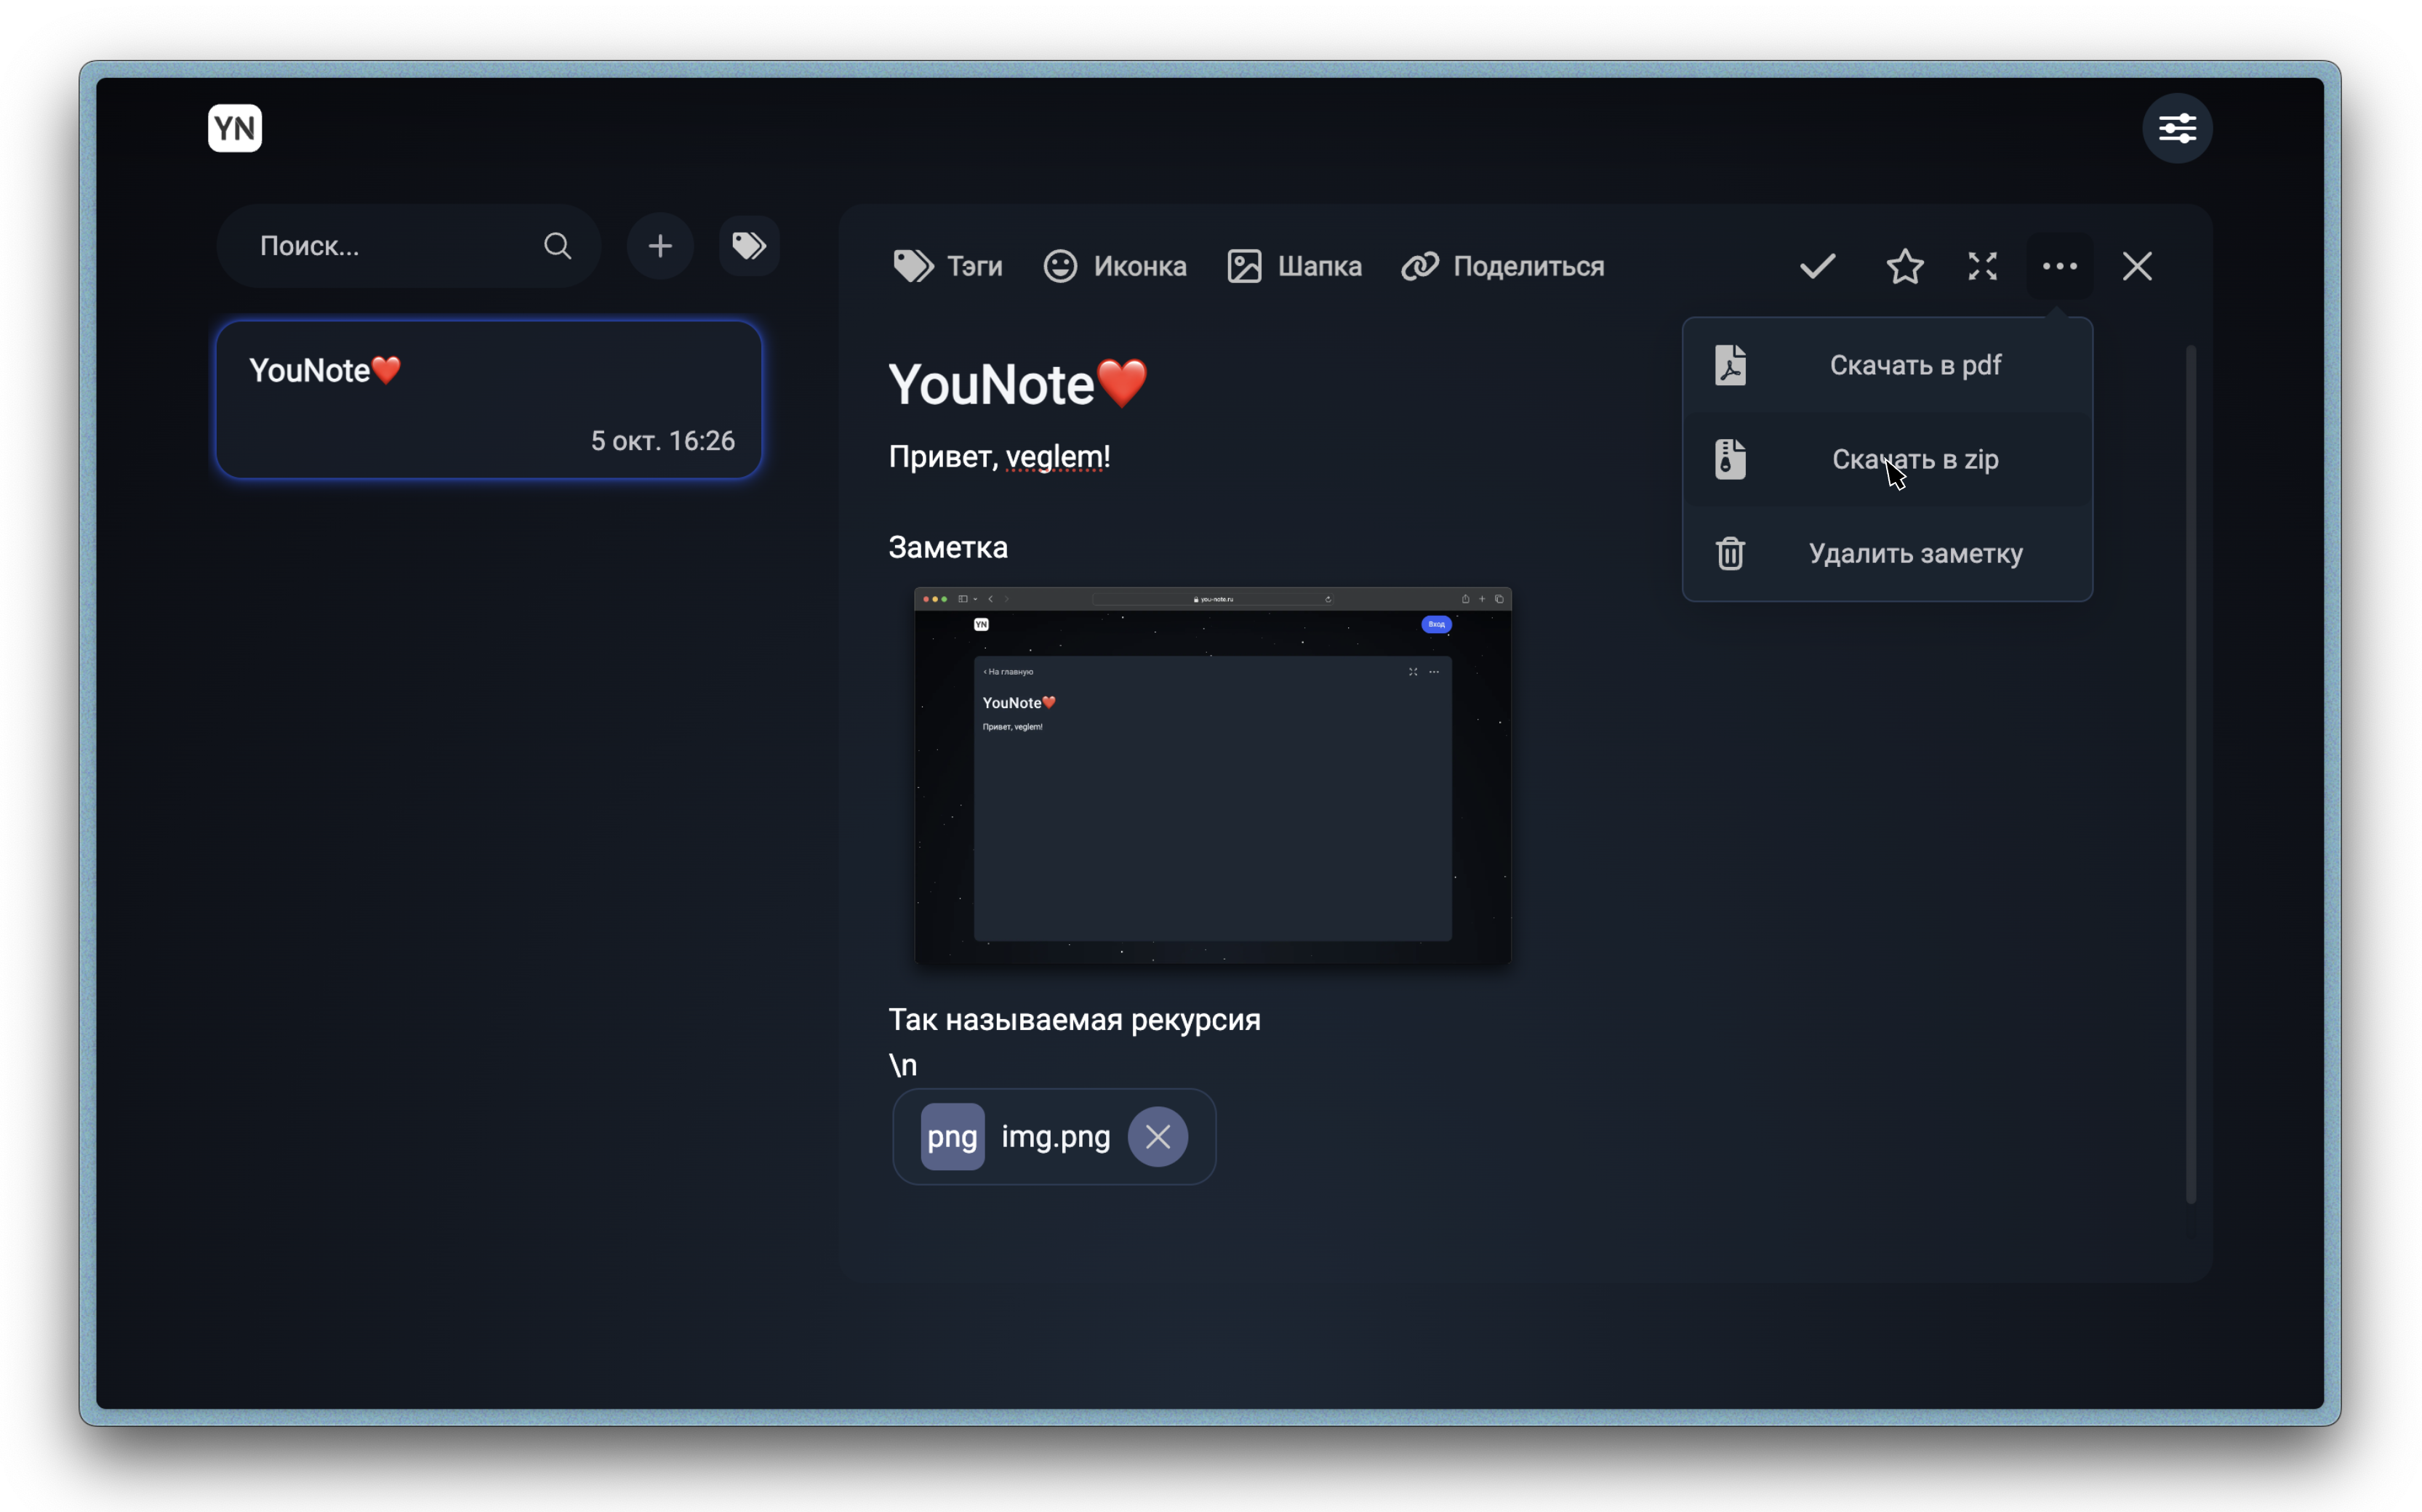 YN
Поиск...
YouNote❤️
5 окт. 16:26
Тэги
Иконка
Шапка
Поделиться
Скачать в pdf
Скачать в zip
Удалить заметку
YouNote❤️
Привет, veglem!
Заметка
you-note.ru
YN
Вход
‹ На главную
YouNote❤️
Привет, veglem!
Так называемая рекурсия
\n
png img.png